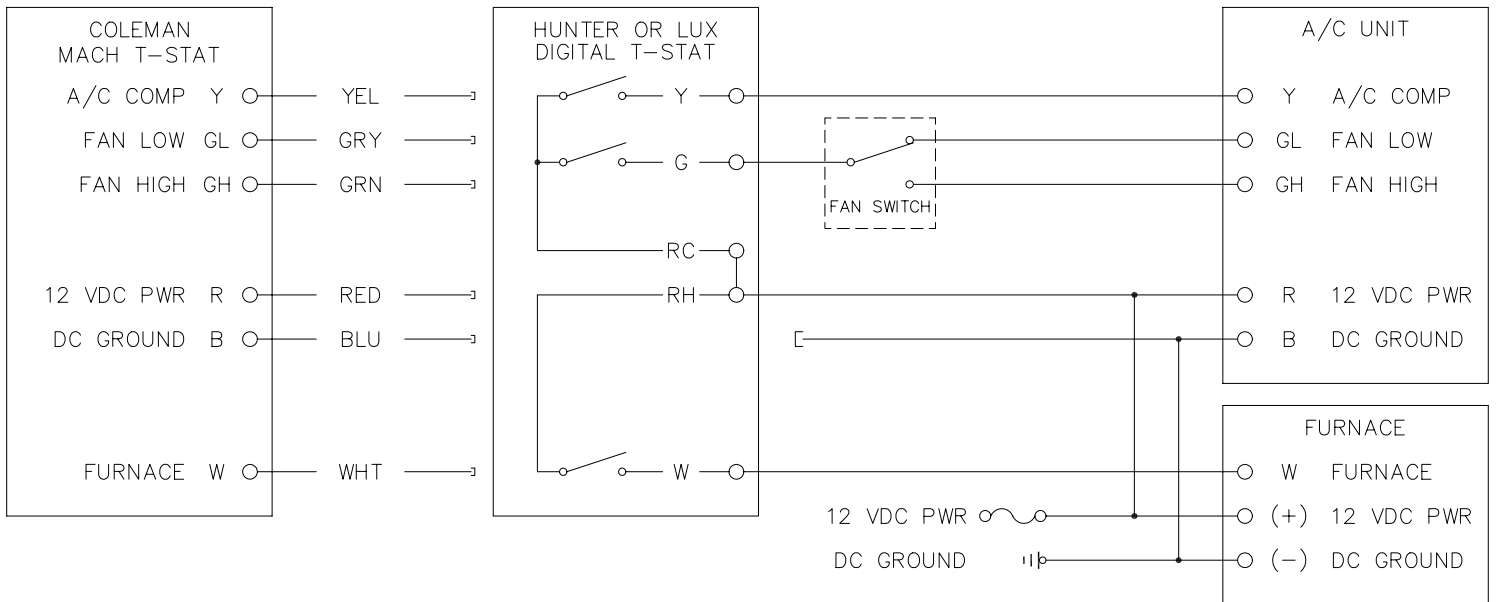 COLEMAN
MACH T-STAT
A/C COMP Y YEL
FAN LOW GL GRY
FAN HIGH GH GRN
12 VDC PWR R RED
DC GROUND B BLU
FURNACE W WHT
HUNTER OR LUX
DIGITAL T-STAT
Y
G
RC
RH
W
FAN SWITCH
A/C UNIT
Y A/C COMP
GL FAN LOW
GH FAN HIGH
R 12 VDC PWR
B DC GROUND
FURNACE
W FURNACE
12 VDC PWR (+) 12 VDC PWR
DC GROUND (-) DC GROUND